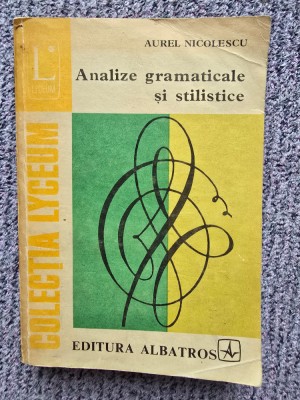 AUREL NICOLESCU
Analize gramaticale
și stilistice
COLECȚIA LYCEUM
EDITURA ALBATROS